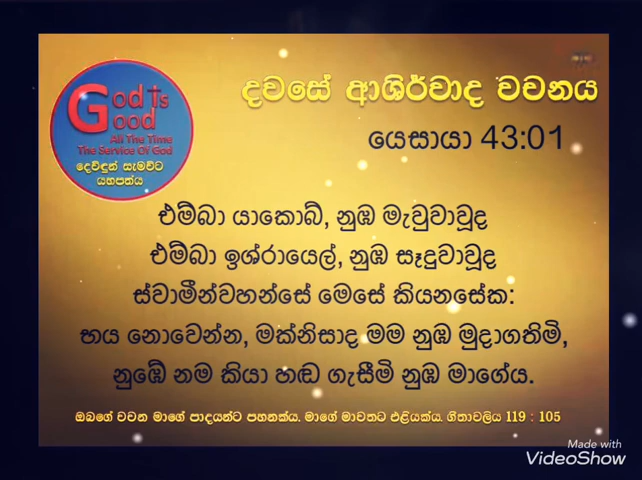 දවසේ ආශිර්වාද වචනය
God is
Good
All The Time
The Service Of God
දෙවිඳුන් සැමවිට
යහපත්ය
යෙසායා 43:01
එම්බා යාකොබ්, නුඹ මැවුවාවූද
එම්බා ඉශ්රායෙල්, නුඹ සෑදුවාවූද
ස්වාමීන්වහන්සේ මෙසේ කියනසේක:
භය නොවෙන්න, මක්නිසාද මම නුඹ මුදාගතිමි,
නුඹේ නම කියා හඬ ගැසීමි නුඹ මාගේය.
ඔබගේ වචන මාගේ පාදයන්ට පහනක්ය. මාගේ මාවතට එළියක්ය. ගීතාවලිය 119 : 105
Made with
VideoShow